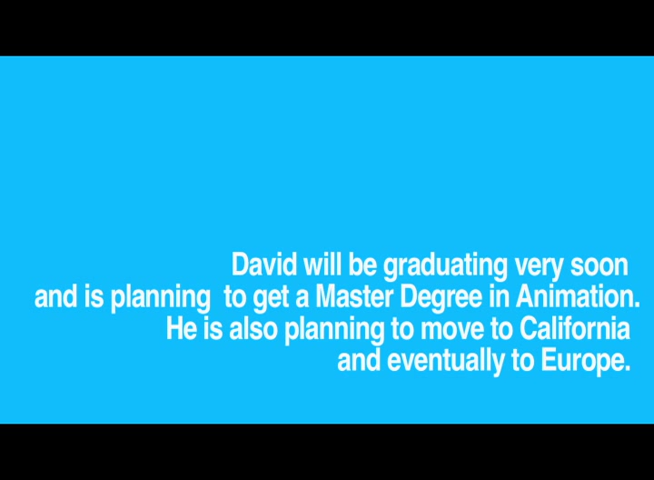 David will be graduating very soon
and is planning  to get a Master Degree in Animation.
He is also planning to move to California
and eventually to Europe.